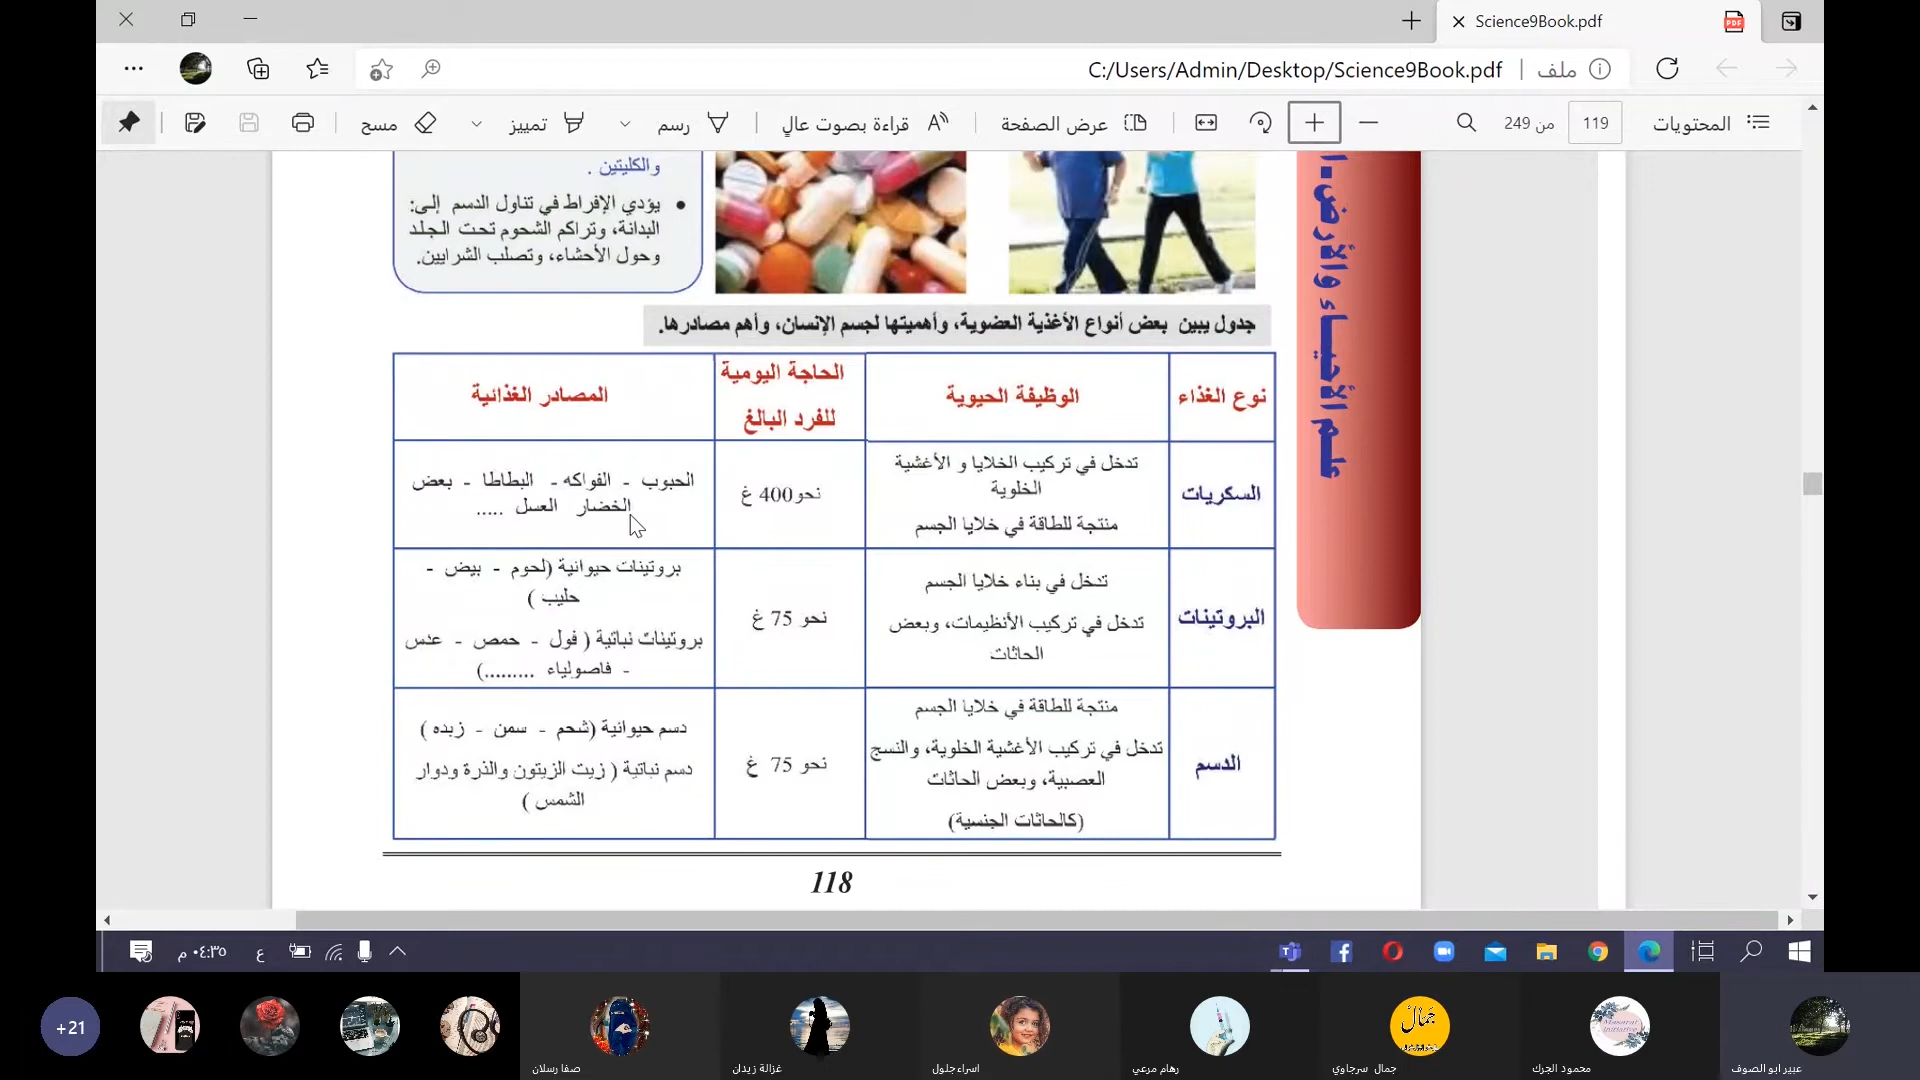 Science9Book.pdf
C:/Users/Admin/Desktop/Science9Book.pdf
ملف
المحتويات
119
من 249
عرض الصفحة
قراءة بصوت عالٍ
رسم
تمييز
مسح
والكليتين .
• يؤدي الإفراط في تناول الدسم إلى:
البدانة، وتراكم الشحوم تحت الجلد
وحول الأحشاء، وتصلب الشرايين.
علم الأحياء والأرض
جدول يبين بعض أنواع الأغذية العضوية، وأهميتها لجسم الإنسان، وأهم مصادرها.
نوع الغذاء
الوظيفة الحيوية
الحاجة اليومية
للفرد البالغ
المصادر الغذائية
السكريات
تدخل في تركيب الخلايا و الأغشية
الخلوية
منتجة للطاقة في خلايا الجسم
نحو400 غ
الحبوب - الفواكه - البطاطا - بعض
الخضار العسل .....
البروتينات
تدخل في بناء خلايا الجسم
تدخل في تركيب الأنظيمات، وبعض
الحاثات
نحو 75 غ
بروتينات حيوانية (لحوم - بيض -
حليب )
بروتينات نباتية ( فول - حمص - عدس
- فاصولياء .........)
الدسم
منتجة للطاقة في خلايا الجسم
تدخل في تركيب الأغشية الخلوية، والنسج
العصبية، وبعض الحاثات
(كالحاثات الجنسية)
نحو 75 غ
دسم حيوانية (شحم - سمن - زبده )
دسم نباتية ( زيت الزيتون والذرة ودوار
الشمس )
118
ع
٠٤:٣٥ م
عبير ابو الصوف
محمود الجرك
جمال سرجاوي
رهام مرعي
اسراءجلول
غزالة زيدان
صفا رسلان
+21